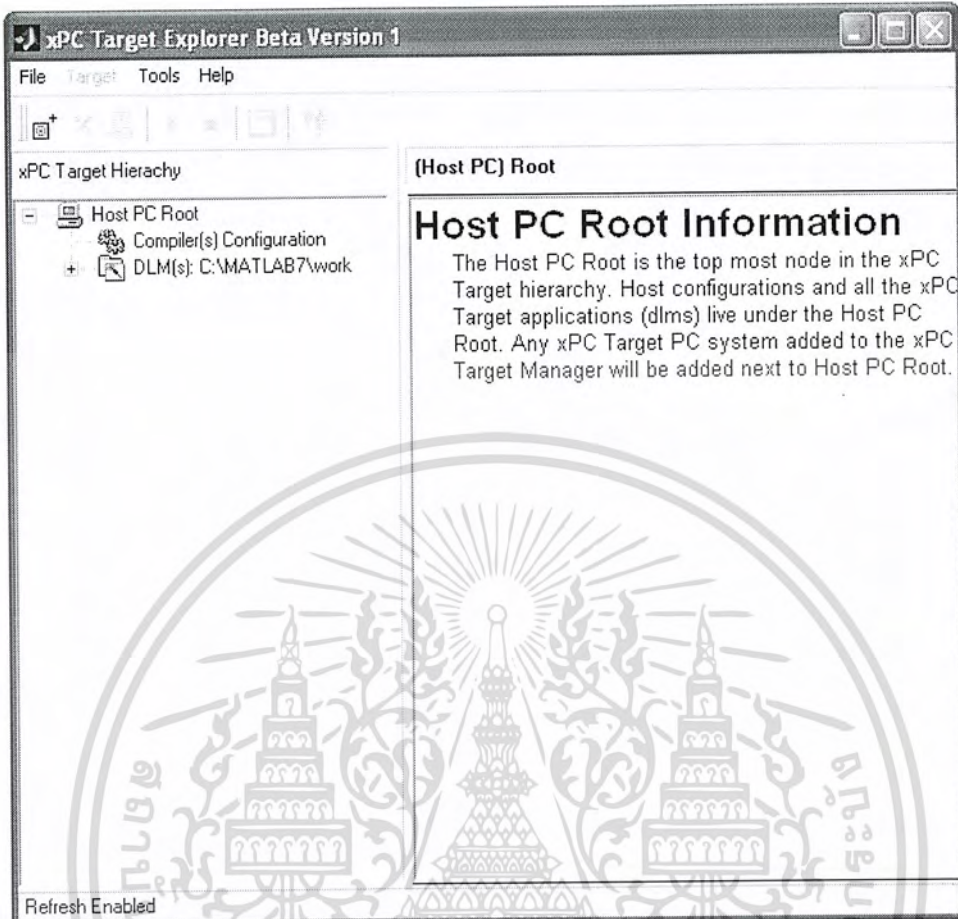 xPC Target Explorer Beta Version 1
File Target Tools Help
xPC Target Hierachy
(Host PC) Root
Host PC Root
Compiler(s) Configuration
DLM(s): C:\MATLAB7\work
Host PC Root Information
The Host PC Root is the top most node in the xPC
Target hierarchy. Host configurations and all the xPC
Target applications (dlms) live under the Host PC
Root. Any xPC Target PC system added to the xPC
Target Manager will be added next to Host PC Root.
Refresh Enabled